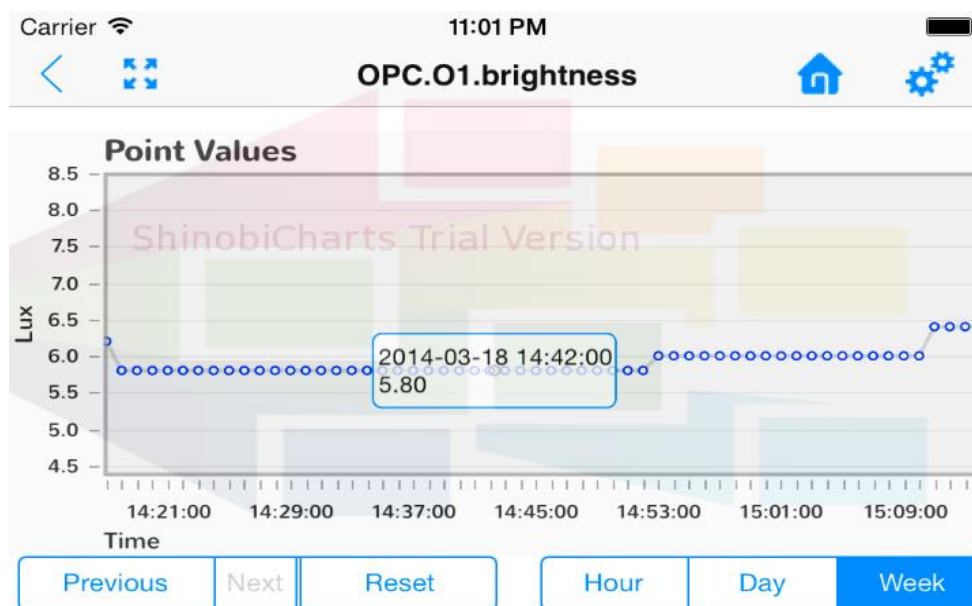 Carrier 11:01 PM
OPC.O1.brightness
Point Values
8.5
8.0
ShinobiCharts Trial Version
7.5
7.0
Lux
6.5
6.0
2014-03-18 14:42:00
5.80
5.5
5.0
4.5
14:21:00 14:29:00 14:37:00 14:45:00 14:53:00 15:01:00 15:09:00
Time
Previous Next Reset Hour Day Week